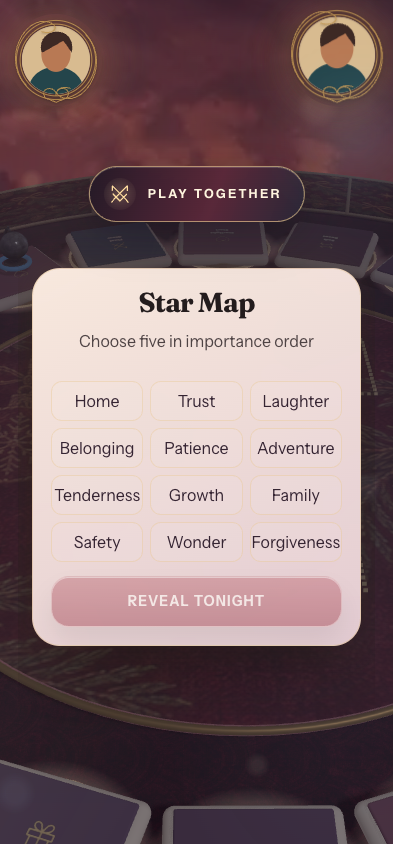 PLAY TOGETHER
Star Map
Choose five in importance order
Home Trust Laughter
Belonging Patience Adventure
Tenderness Growth Family
Safety Wonder Forgiveness
REVEAL TONIGHT